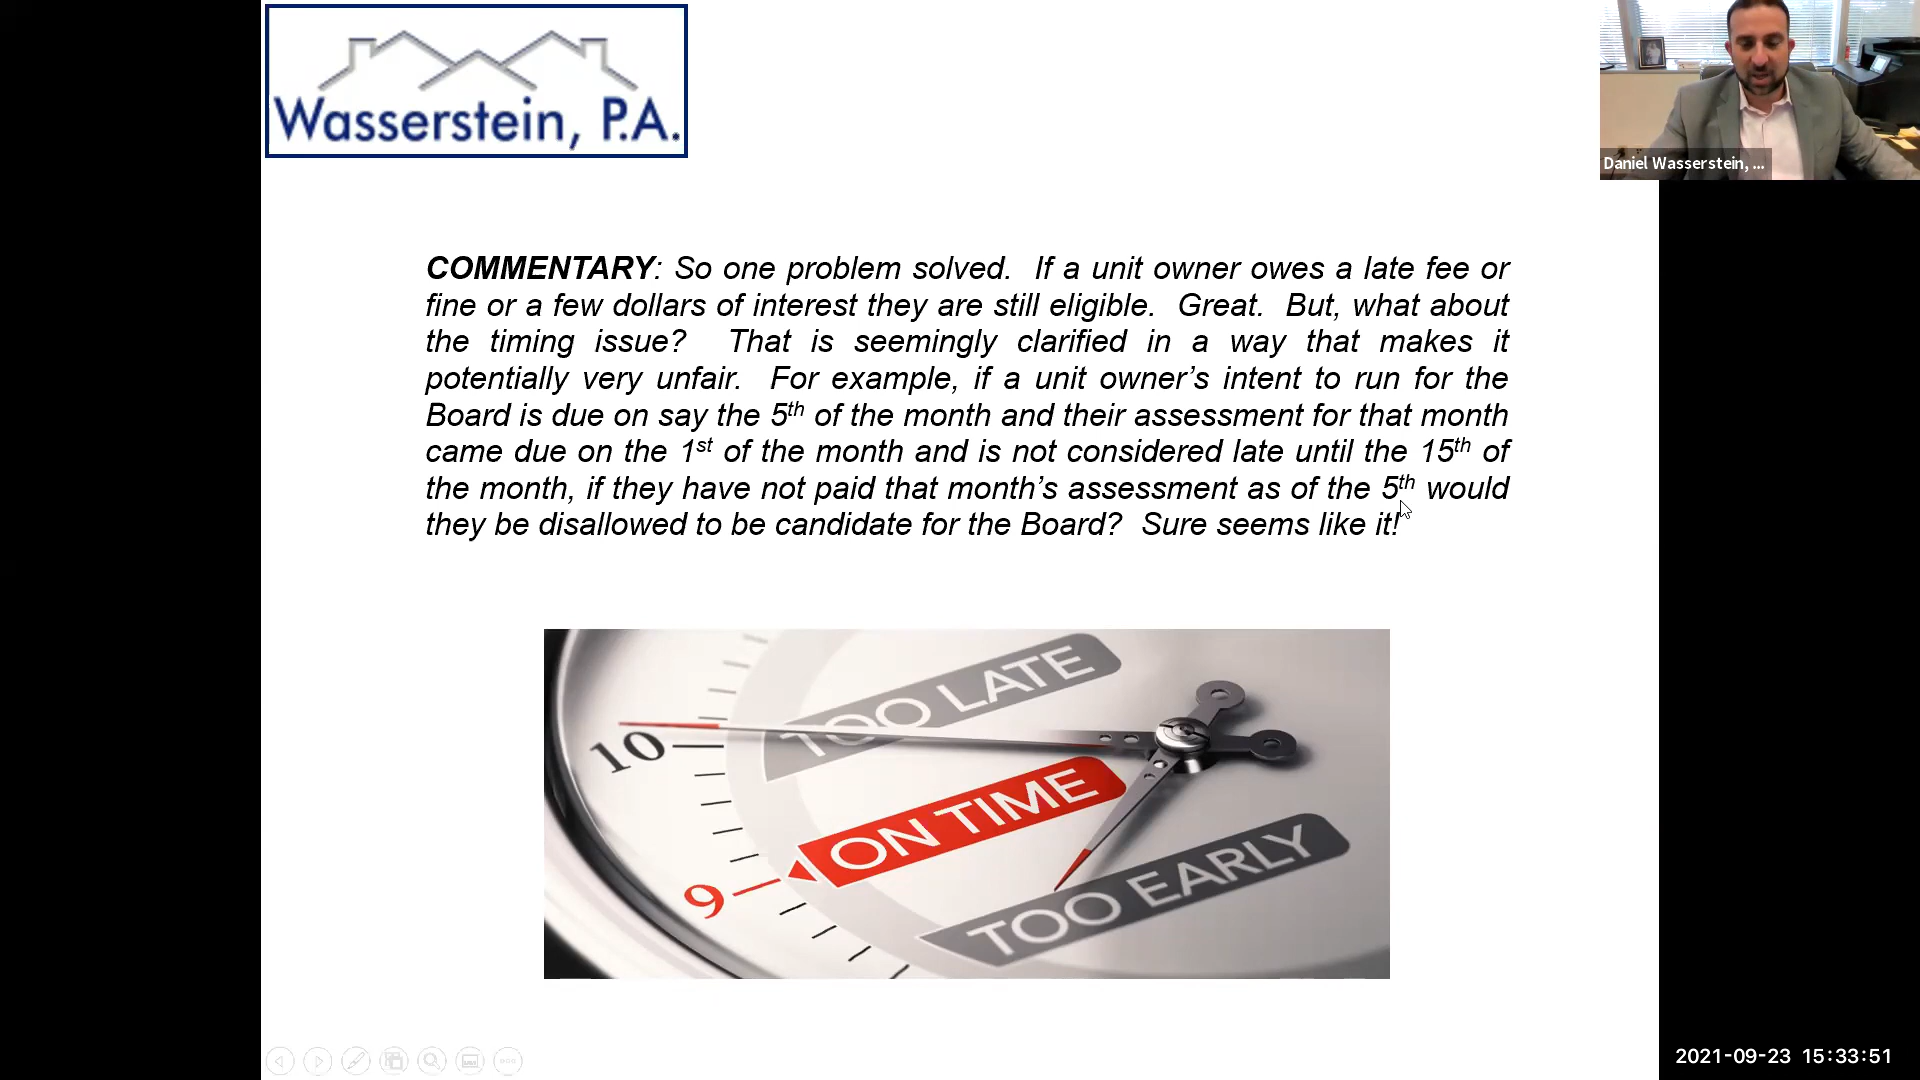 Wasserstein, P.A.
Daniel Wasserstein, ...
COMMENTARY: So one problem solved. If a unit owner owes a late fee or
fine or a few dollars of interest they are still eligible. Great. But, what about
the timing issue? That is seemingly clarified in a way that makes it
potentially very unfair. For example, if a unit owner’s intent to run for the
Board is due on say the 5th of the month and their assessment for that month
came due on the 1st of the month and is not considered late until the 15th of
the month, if they have not paid that month’s assessment as of the 5th would
they be disallowed to be candidate for the Board? Sure seems like it!
TOO LATE
10
ON TIME
9
TOO EARLY
2021-09-23 15:33:51